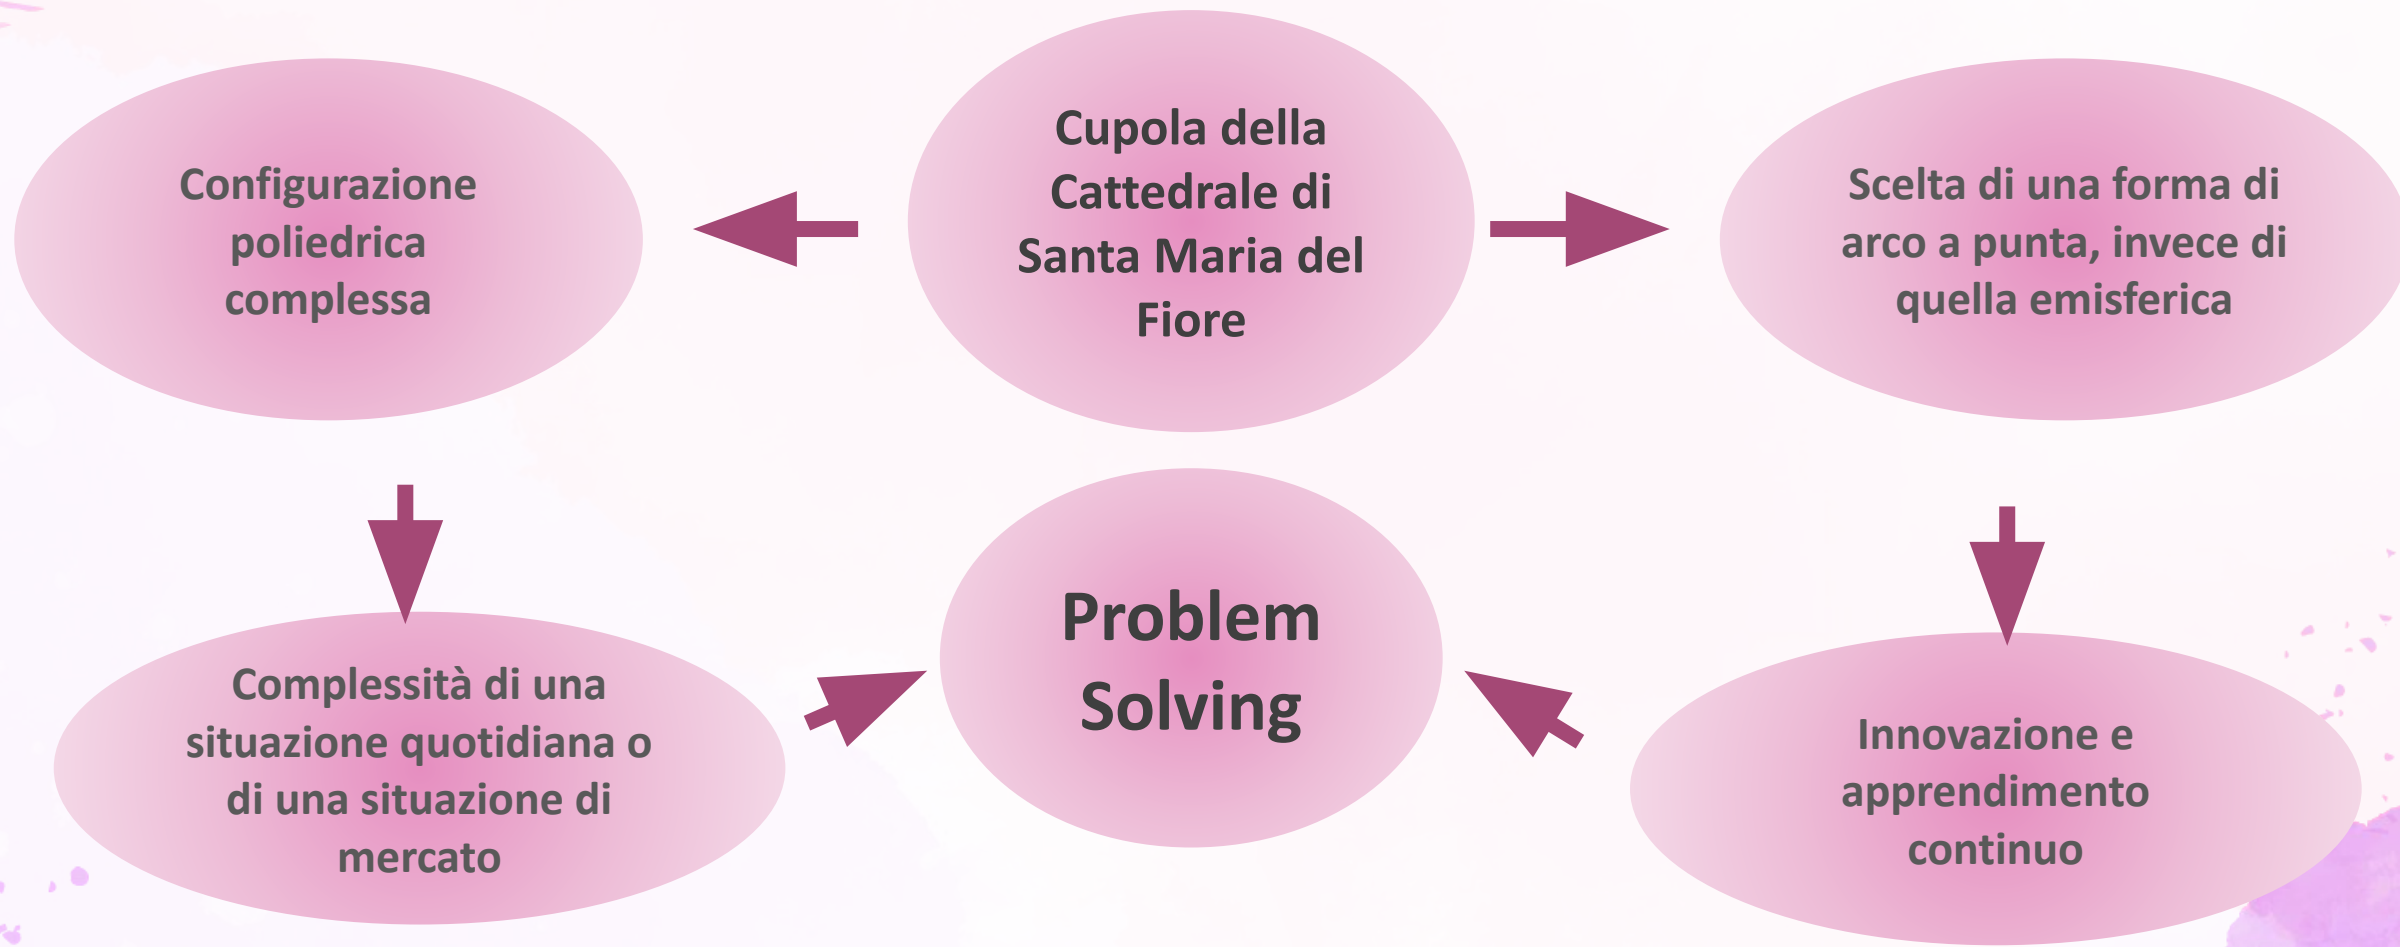 Configurazione
poliedrica
complessa
Cupola della
Cattedrale di
Santa Maria del
Fiore
Scelta di una forma di
arco a punta, invece di
quella emisferica
Complessità di una
situazione quotidiana o
di una situazione di
mercato
Problem
Solving
Innovazione e
apprendimento
continuo